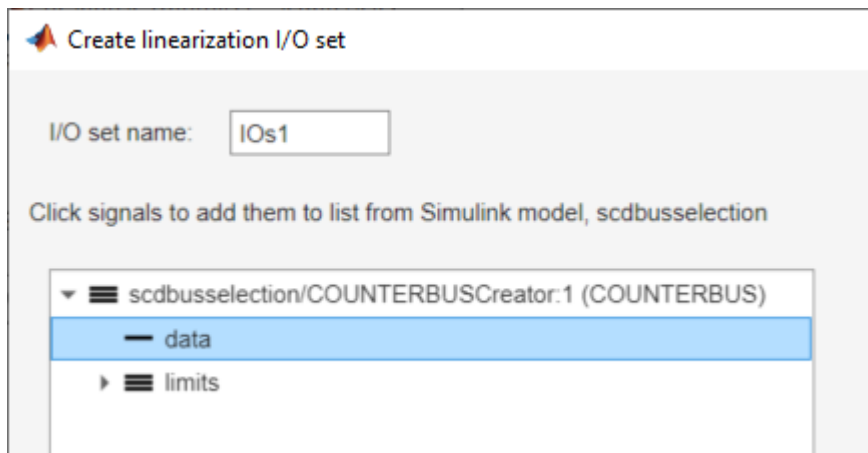 Create linearization I/O set
I/O set name: IOs1
Click signals to add them to list from Simulink model, scdbusselection
scdbusselection/COUNTERBUSCreator:1 (COUNTERBUS)
data
limits